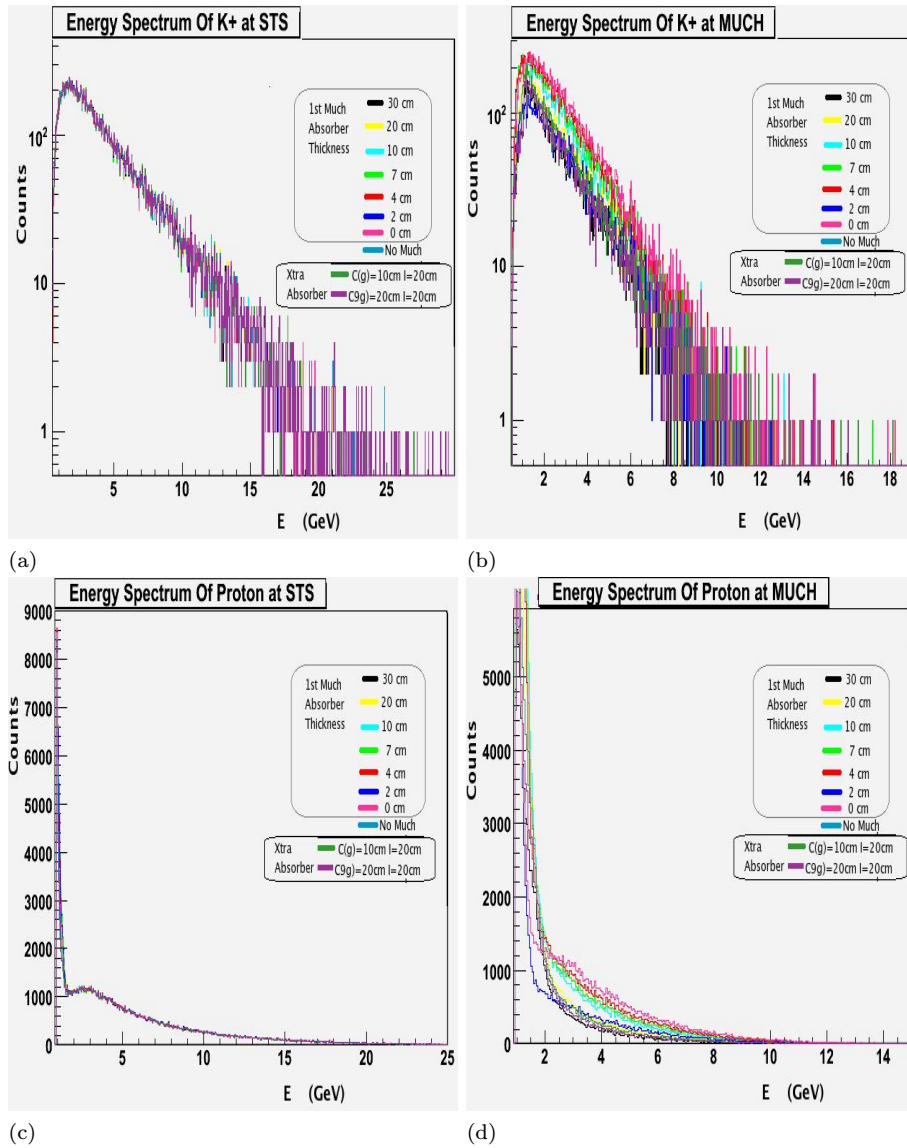 Energy Spectrum Of K+ at STS
Counts
10²
10
1
1st Much
Absorber
Thickness
30 cm
20 cm
10 cm
7 cm
4 cm
2 cm
0 cm
No Much
Xtra C(g)=10cm I=20cm
Absorber C9g)=20cm I=20cm
5 10 15 20 25
E (GeV)
(a)
Energy Spectrum Of K+ at MUCH
Counts
10²
10
1
1st Much
Absorber
Thickness
30 cm
20 cm
10 cm
7 cm
4 cm
2 cm
0 cm
No Much
Xtra C(g)=10cm I=20cm
Absorber C9g)=20cm I=20cm
2 4 6 8 10 12 14 16 18
E (GeV)
(b)
Energy Spectrum Of Proton at STS
Counts
9000
8000
7000
6000
5000
4000
3000
2000
1000
0
1st Much
Absorber
Thickness
30 cm
20 cm
10 cm
7 cm
4 cm
2 cm
0 cm
No Much
Xtra C(g)=10cm I=20cm
Absorber C9g)=20cm I=20cm
5 10 15 20 25
E (GeV)
(c)
Energy Spectrum Of Proton at MUCH
Counts
5000
4000
3000
2000
1000
0
1st Much
Absorber
Thickness
30 cm
20 cm
10 cm
7 cm
4 cm
2 cm
0 cm
No Much
Xtra C(g)=10cm I=20cm
Absorber C9g)=20cm I=20cm
2 4 6 8 10 12 14
E (GeV)
(d)